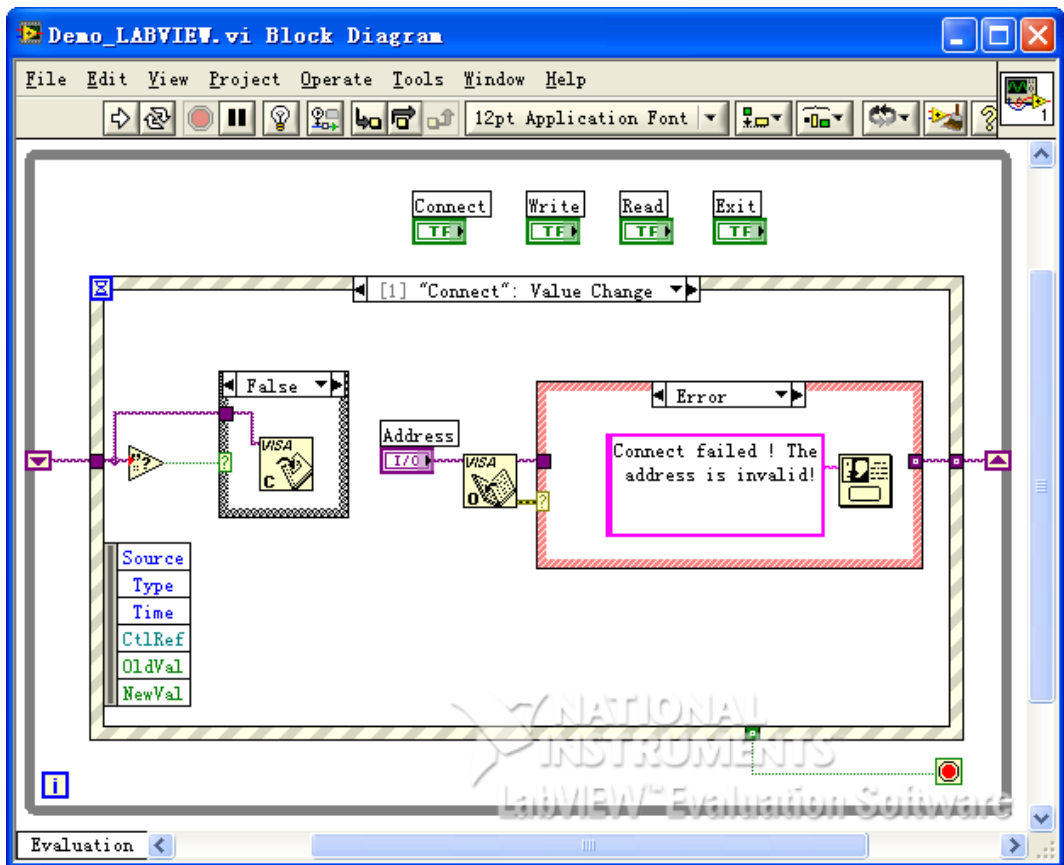 Demo_LABVIEW.vi Block Diagram
File Edit View Project Operate Tools Window Help
12pt Application Font
1
Connect Write Read Exit
TF TF TF TF
[1] "Connect": Value Change
False
Error
Address
I/O
Connect failed ! The
address is invalid!
VISA
C
VISA
O
?
?
?
Source
Type
Time
CtlRef
OldVal
NewVal
i
NATIONAL
INSTRUMENTS
LabVIEW™ Evaluation Software
Evaluation